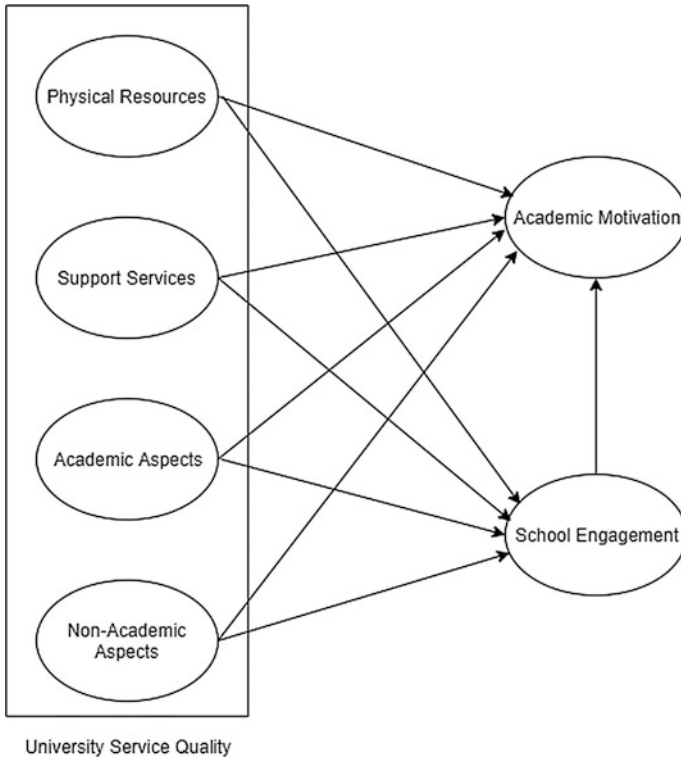 Physical Resources
Support Services
Academic Aspects
Non-Academic
Aspects
Academic Motivation
School Engagement
University Service Quality